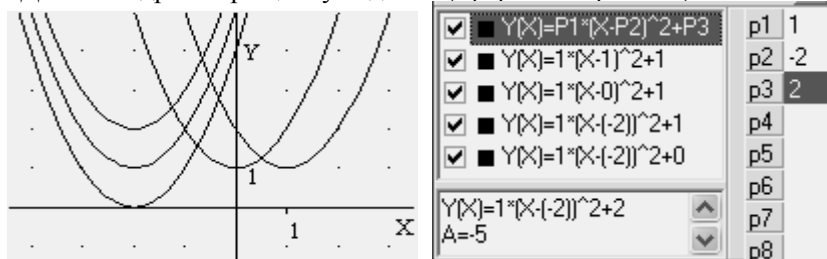 Y
1
1
X
Y(X)=P1*(X-P2)^2+P3
Y(X)=1*(X-1)^2+1
Y(X)=1*(X-0)^2+1
Y(X)=1*(X-(-2))^2+1
Y(X)=1*(X-(-2))^2+0
Y(X)=1*(X-(-2))^2+2
A=-5
p1 1
p2 -2
p3 2
p4
p5
p6
p7
p8